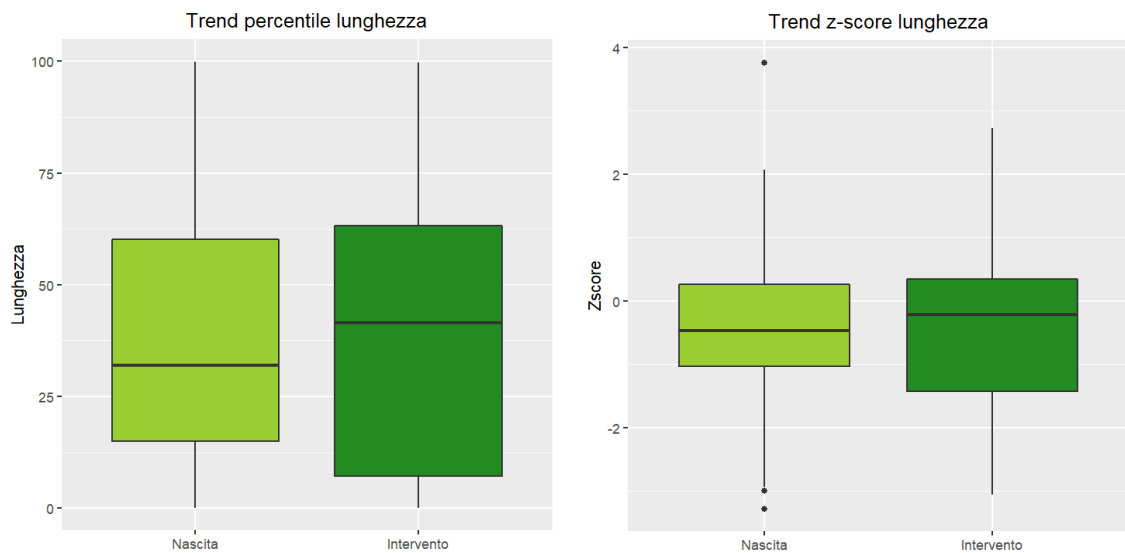 Trend percentile lunghezza
Lunghezza
100
75
50
25
0
Nascita
Intervento
Trend z-score lunghezza
Zscore
4
2
0
-2
Nascita
Intervento